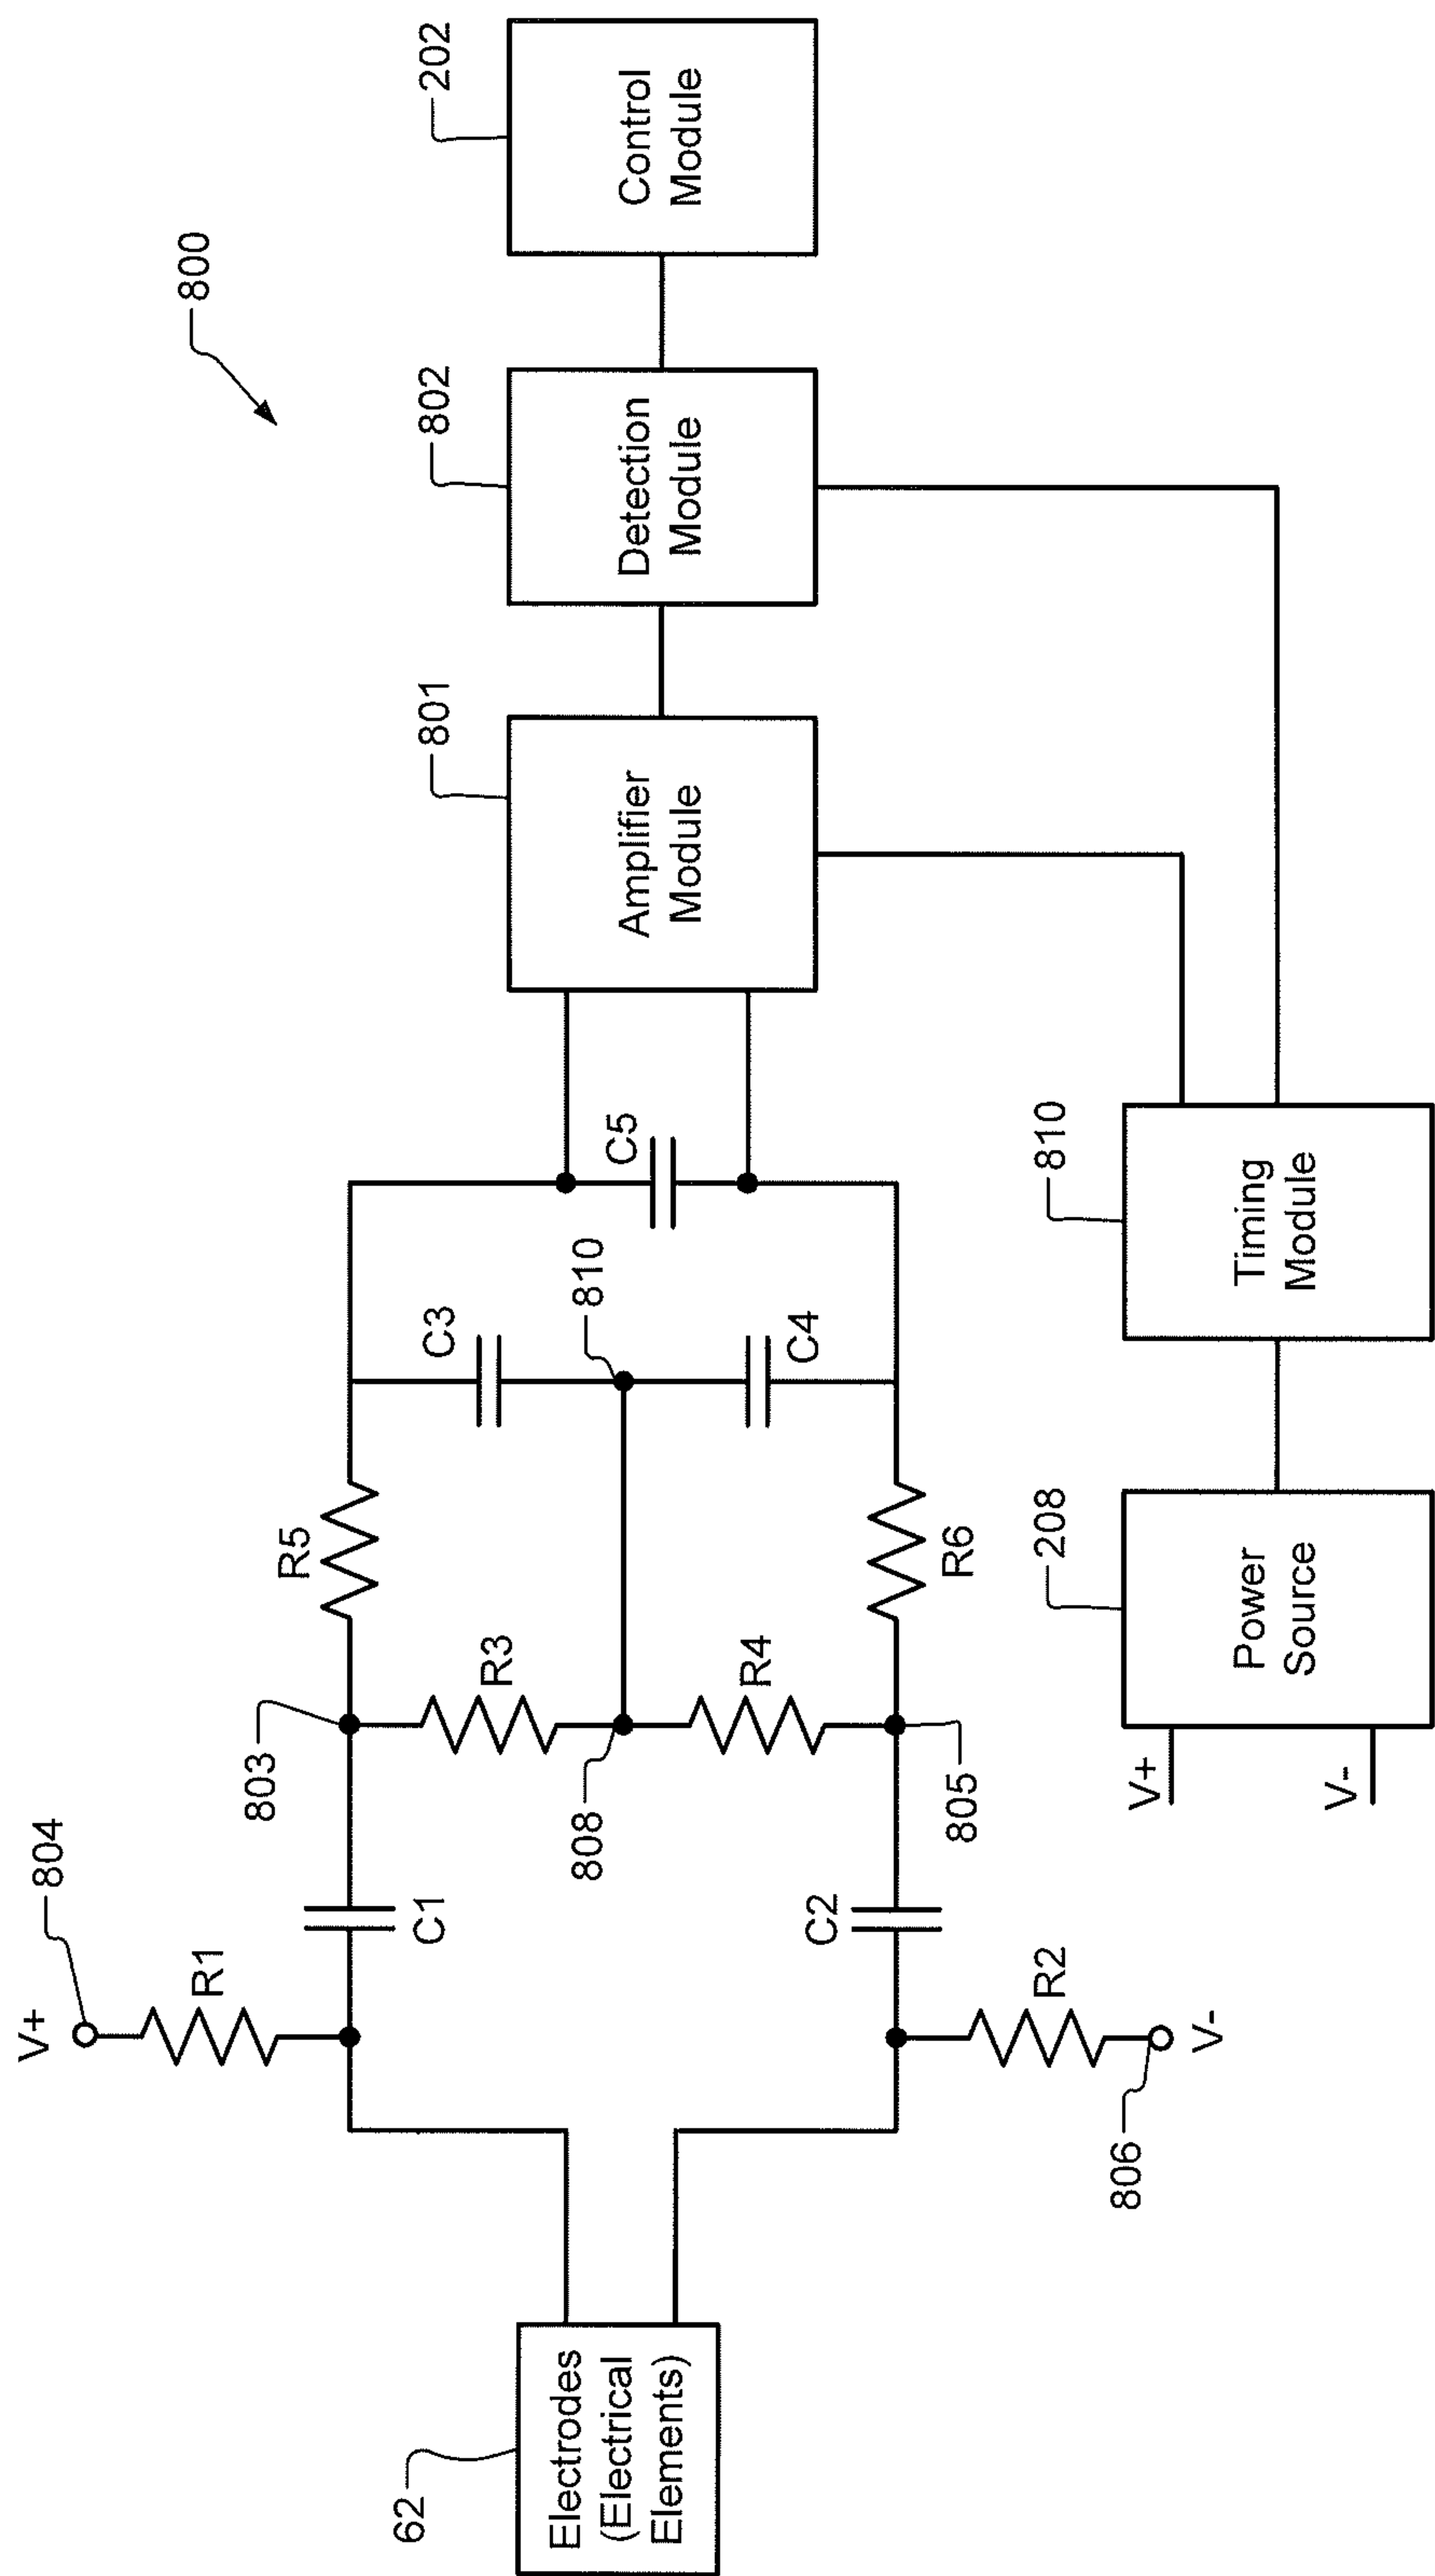 800
V+
804
R1
C1
803
R5
R3
808
R4
C3
810
C4
C5
62
Electrodes
(Electrical
Elements)
C2
R2
806
V-
805
R6
801
Amplifier
Module
802
Detection
Module
202
Control
Module
V+
V-
208
Power
Source
810
Timing
Module